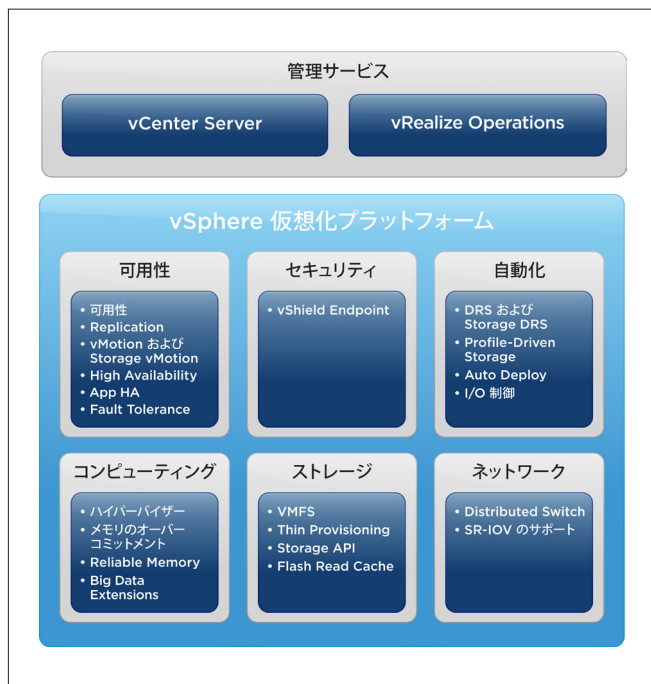 管理サービス
vCenter Server
vRealize Operations
vSphere 仮想化プラットフォーム
可用性
• 可用性
• Replication
• vMotion および
Storage vMotion
• High Availability
• App HA
• Fault Tolerance
セキュリティ
• vShield Endpoint
自動化
• DRS および
Storage DRS
• Profile-Driven
Storage
• Auto Deploy
• I/O 制御
コンピューティング
• ハイパーバイザー
• メモリのオーバー
コミットメント
• Reliable Memory
• Big Data
Extensions
ストレージ
• VMFS
• Thin Provisioning
• Storage API
• Flash Read Cache
ネットワーク
• Distributed Switch
• SR-IOV のサポート